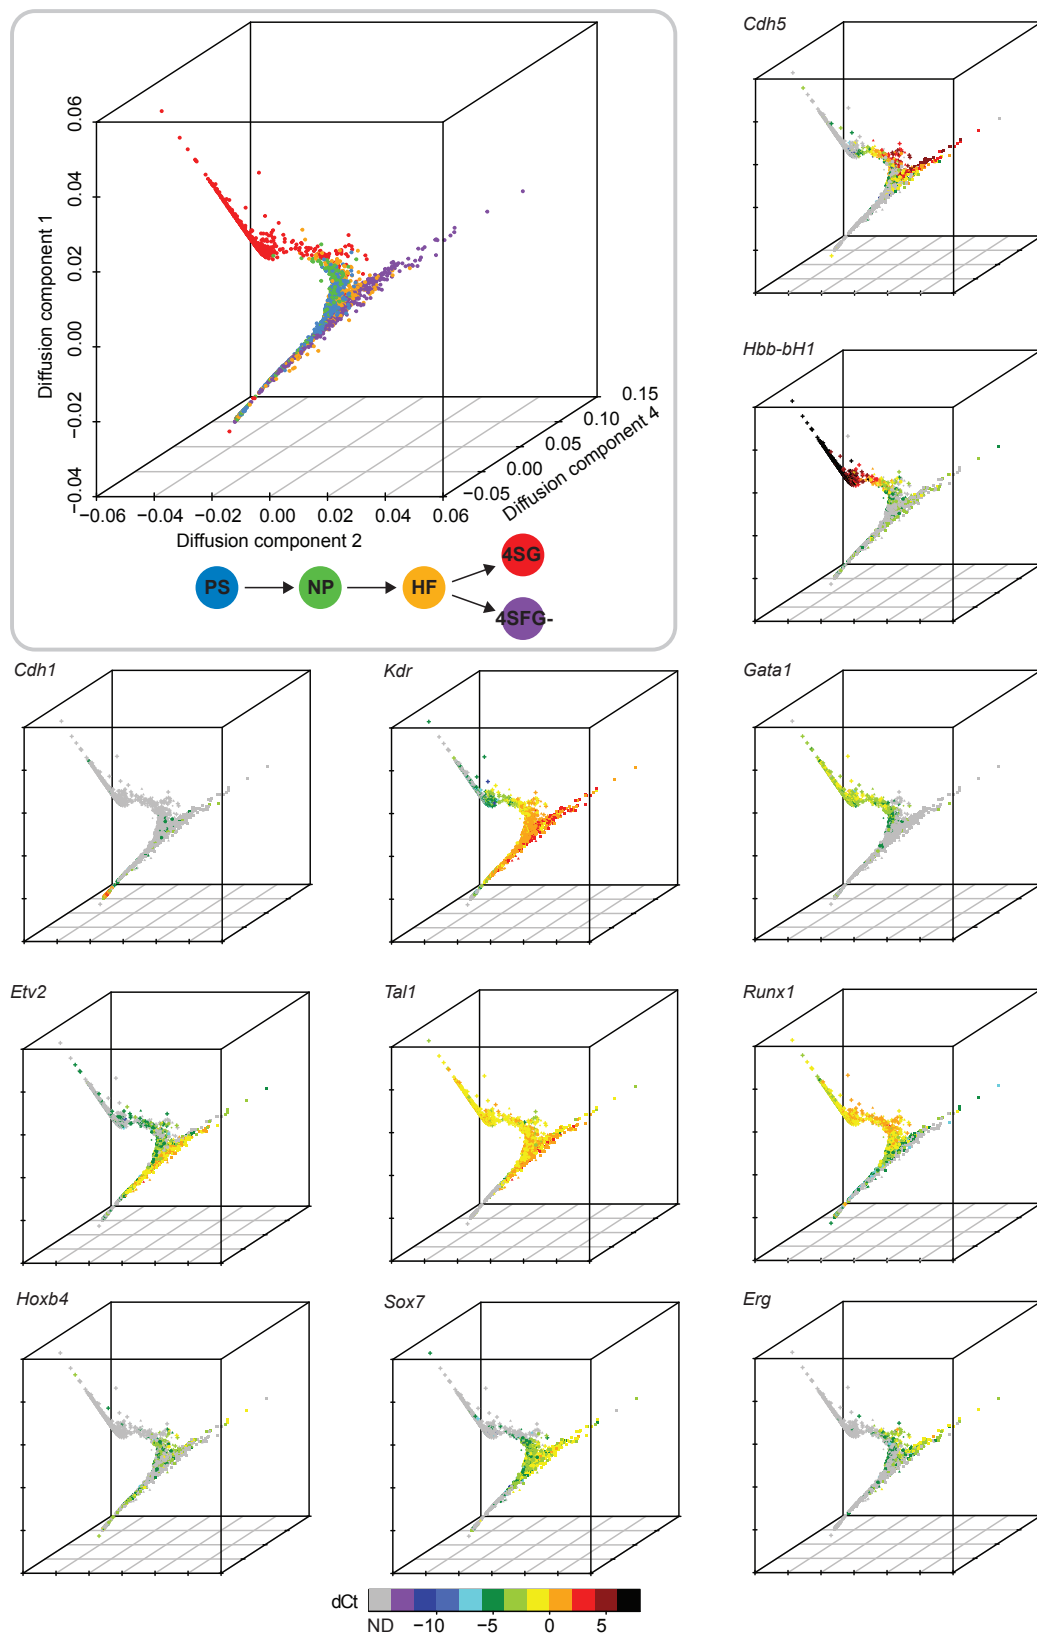 Cdh5
0.06
0.04
0.02
0.00
−0.02
−0.04
Diffusion component 1
−0.06 −0.04 −0.02 0.00 0.02 0.04 0.06
Diffusion component 2
−0.05
0.00
0.05
0.10
0.15
Diffusion component 4
PS
NP
HF
4SG
4SFG-
Hbb-bH1
Cdh1
Kdr
Gata1
Etv2
Tal1
Runx1
Hoxb4
Sox7
Erg
dCt
ND −10 −5 0 5